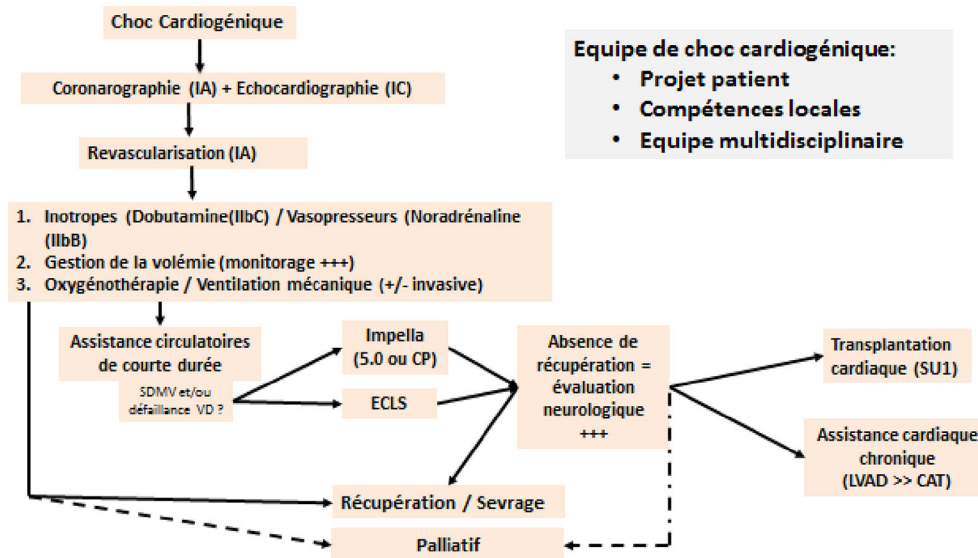 Choc Cardiogénique
Equipe de choc cardiogénique:
• Projet patient
• Compétences locales
• Equipe multidisciplinaire
Coronarographie (IA) + Echocardiographie (IC)
Revascularisation (IA)
1. Inotropes (Dobutamine(IIbC) / Vasopresseurs (Noradrénaline
(IIbB)
2. Gestion de la volémie (monitorage +++)
3. Oxygénothérapie / Ventilation mécanique (+/- invasive)
Assistance circulatoires
de courte durée
SDMV et/ou
défaillance VD ?
Impella
(5.0 ou CP)
ECLS
Absence de
récupération =
évaluation
neurologique
+++
Transplantation
cardiaque (SU1)
Assistance cardiaque
chronique
(LVAD >> CAT)
Récupération / Sevrage
Palliatif